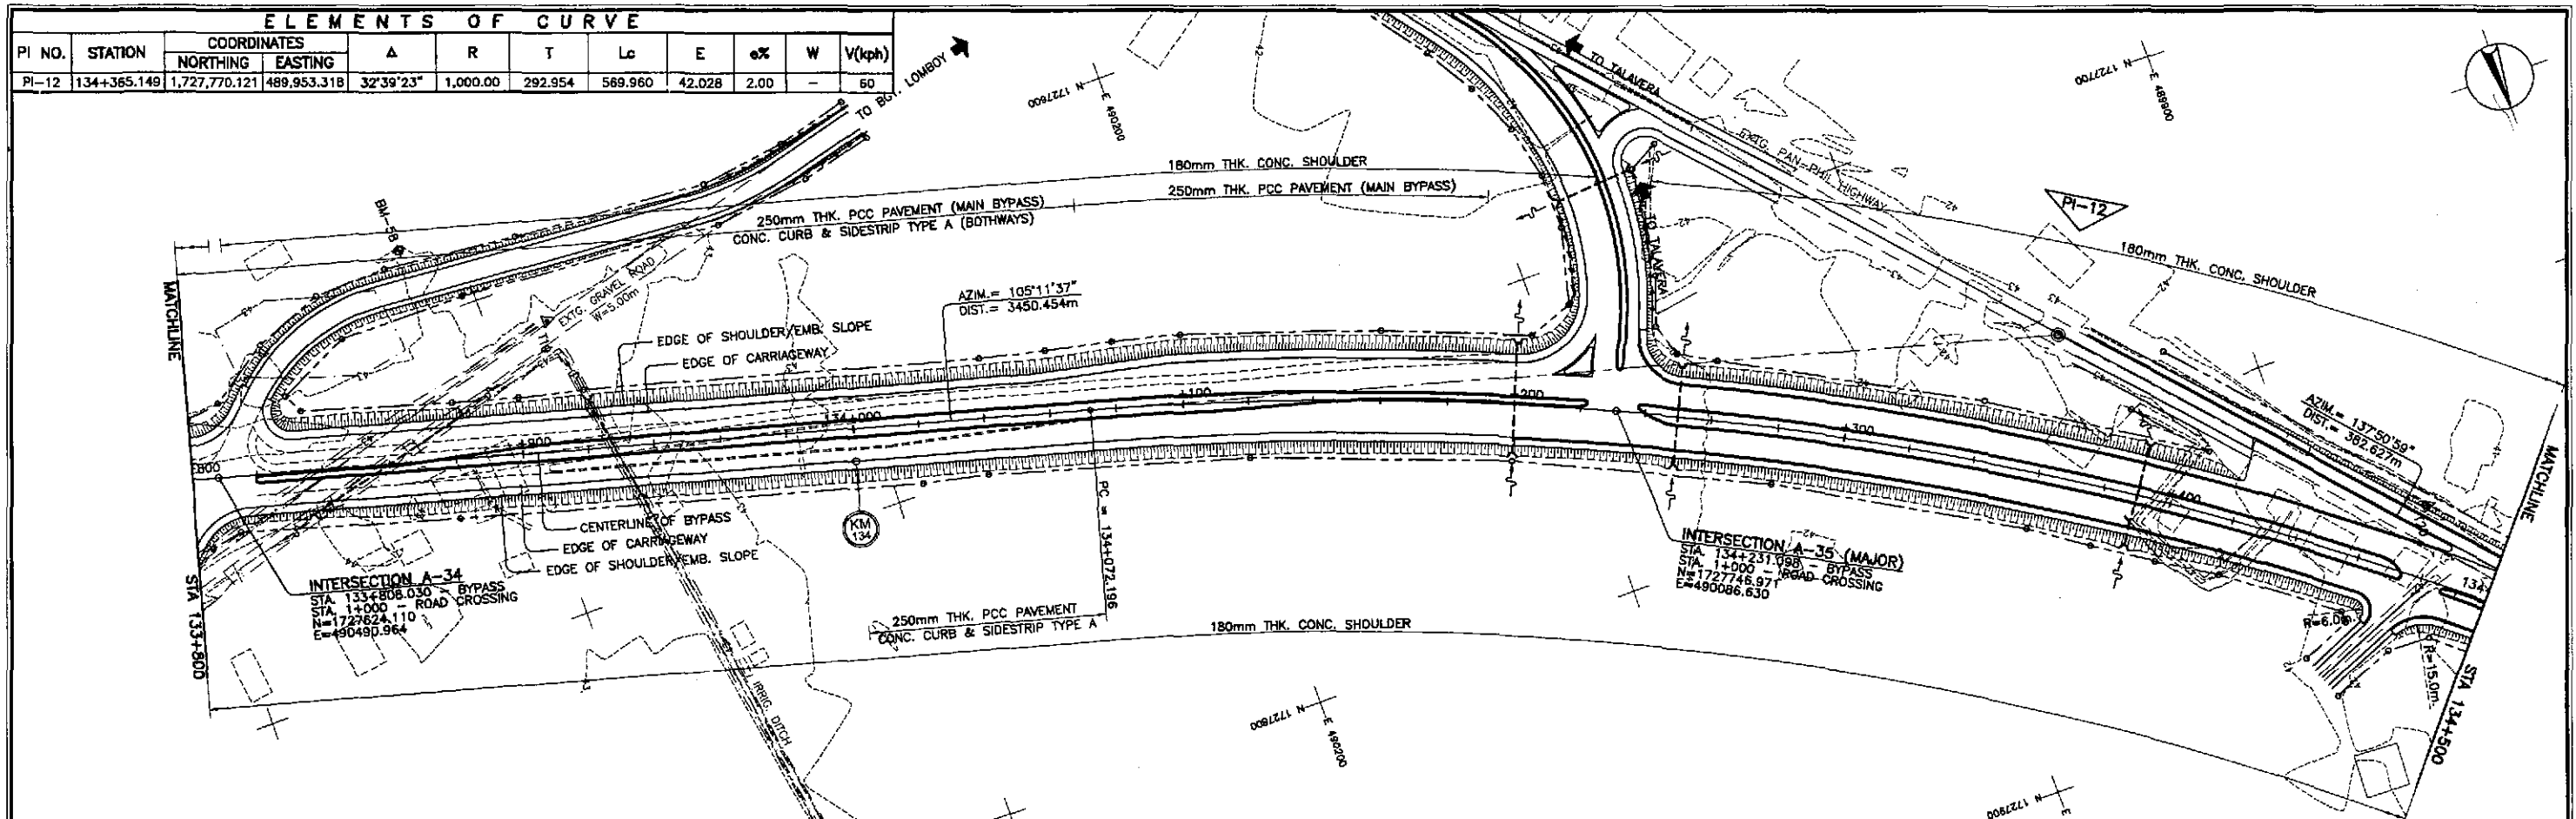 ELEMENTS OF CURVE
PI NO. STATION COORDINATES Δ R T Lc E e% W V(kph)
NORTHING EASTING
PI-12 134+365.149 1,727,770.121 489,953.318 32°39'23" 1,000.00 292.954 569.960 42.028 2.00 — 60
TO BGY. LOMBOY
TO TALAVERA
EXTG. PAN-PHIL HIGHWAY
N 1727600
E 490200
N 1727700
E 489900
PI-12
180mm THK. CONC. SHOULDER
250mm THK. PCC PAVEMENT (MAIN BYPASS)
180mm THK. CONC. SHOULDER
250mm THK. PCC PAVEMENT (MAIN BYPASS)
CONC. CURB & SIDESTRIP TYPE A (BOTHWAYS)
BM-58
MATCHLINE
EXTG. GRAVEL ROAD
W=5.00m
AZIM.= 105°11'37"
DIST.= 3450.454m
TO TALAVERA
EDGE OF SHOULDER/EMB. SLOPE
EDGE OF CARRIAGEWAY
AZIM.= 137°50'59"
DIST.= 382.627m
MATCHLINE
800
+900
134+000
+100
+200
+300
+400
134+
CENTERLINE OF BYPASS
EDGE OF CARRIAGEWAY
EDGE OF SHOULDER/EMB. SLOPE
KM
134
PC = 134+072.196
INTERSECTION A-34
STA. 133+808.030 - BYPASS
STA. 1+000 - ROAD CROSSING
N=1727624.110
E=490490.964
INTERSECTION A-35 (MAJOR)
STA. 134+231.098 - BYPASS
STA. 1+000 - ROAD CROSSING
N=1727746.971
E=490086.630
STA 133+800
250mm THK. PCC PAVEMENT
CONC. CURB & SIDESTRIP TYPE A
180mm THK. CONC. SHOULDER
R=6.0m
R=15.0m
STA 134+500
IRRIG. DITCH
N 1727800
E 490200
N 1727900
E